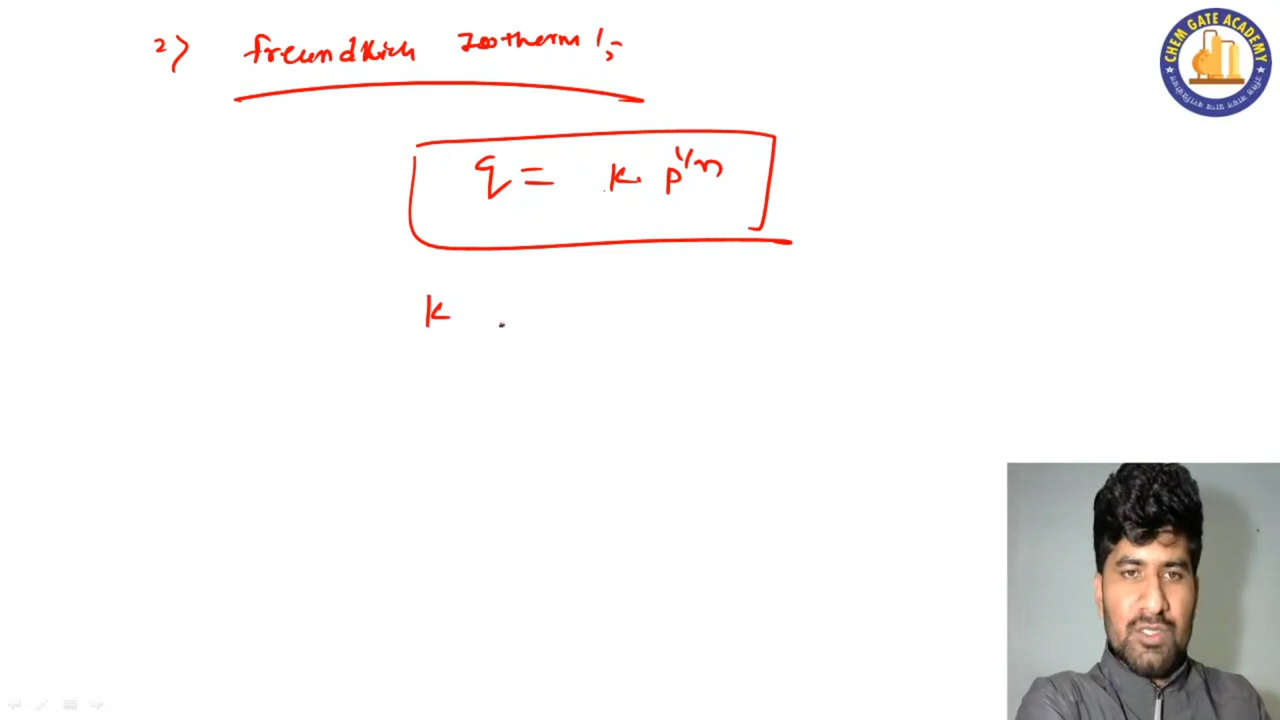 2) freundlich Isotherm :-
q = k. p^1/n
k
CHEM GATE ACADEMY